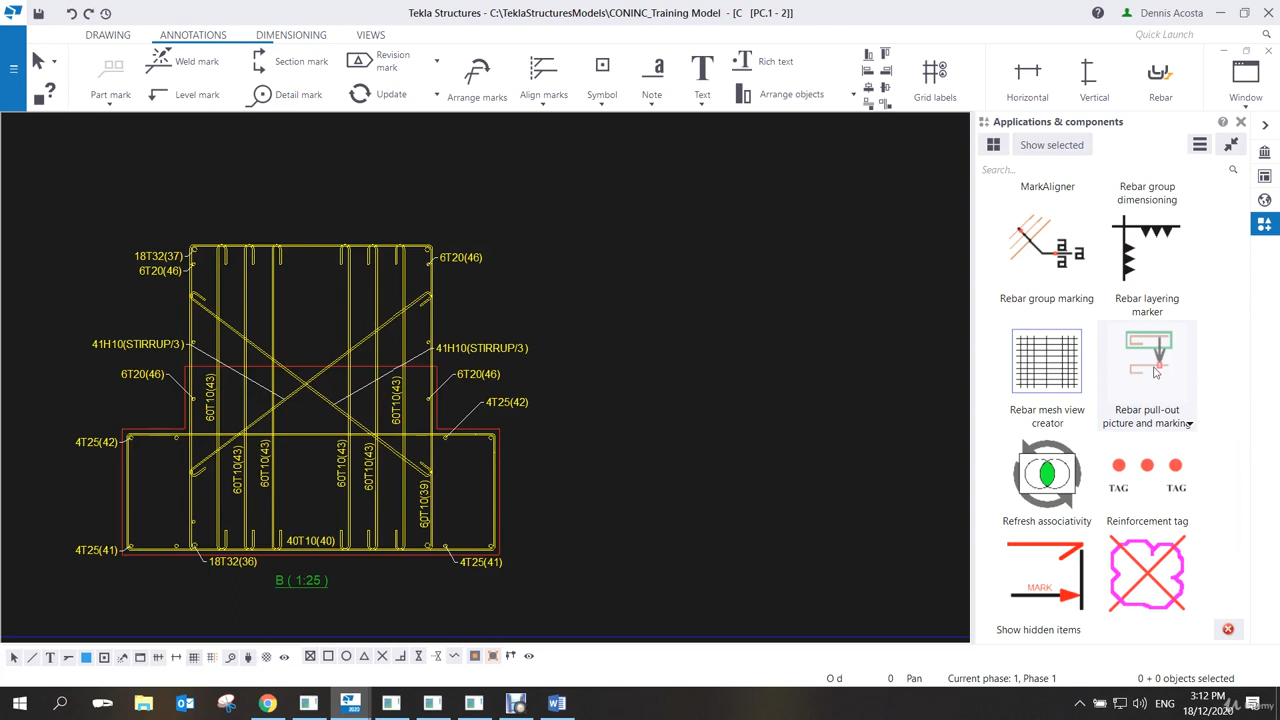 Tekla Structures - C:\TeklaStructuresModels\CONINC_Training Model - [C   [PC.1 - 2]]
Dennis Acosta
DRAWING
ANNOTATIONS
DIMENSIONING
VIEWS
Quick Launch
Part mark
Weld mark
Level mark
Section mark
Detail mark
Revision
mark
Update
Arrange marks
Align marks
Symbol
Note
Text
Rich text
Arrange objects
Grid labels
Horizontal
Vertical
Rebar
Window
Applications & components
Show selected
Search...
MarkAligner
Rebar group
dimensioning
a
a
a
Rebar group marking
Rebar layering
marker
Rebar mesh view
creator
Rebar pull-out
picture and marking
TAG
TAG
Refresh associativity
Reinforcement tag
MARK
Show hidden items
18T32(37)
6T20(46)
6T20(46)
41H10(STIRRUP/3)
41H10(STIRRUP/3)
6T20(46)
6T20(46)
60T10(43)
60T10(43)
4T25(42)
4T25(42)
60T10(43)
60T10(43)
60T10(43)
60T10(43)
60T10(39)
40T10(40)
4T25(41)
4T25(41)
18T32(36)
B ( 1:25 )
O d
0
Pan
Current phase: 1, Phase 1
0 + 0 objects selected
ENG
3:12 PM
18/12/2020
Udemy